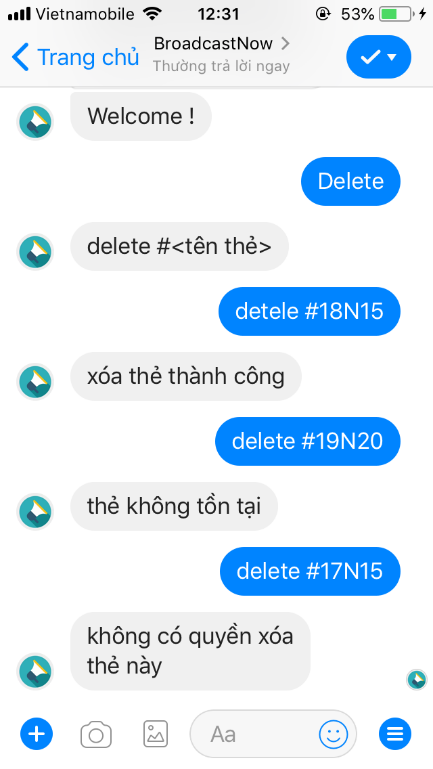 Vietnamobile 12:31 53%
Trang chủ BroadcastNow
Thường trả lời ngay
Welcome !
Delete
delete #<tên thẻ>
detele #18N15
xóa thẻ thành công
delete #19N20
thẻ không tồn tại
delete #17N15
không có quyền xóa
thẻ này
Aa